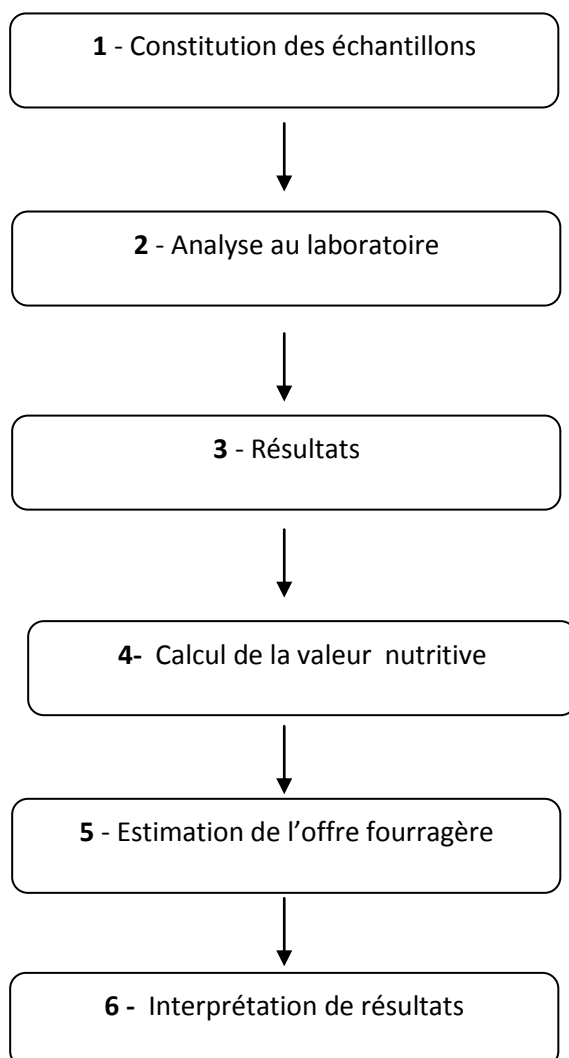 1 - Constitution des échantillons
2 - Analyse au laboratoire
3 - Résultats
4- Calcul de la valeur nutritive
5 - Estimation de l’offre fourragère
6 - Interprétation de résultats